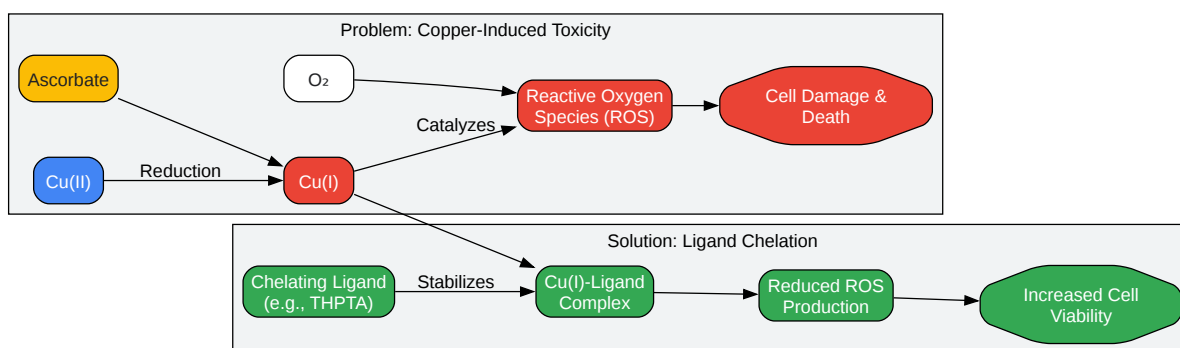 Problem: Copper-Induced Toxicity
Ascorbate
O₂
Reactive Oxygen
Species (ROS)
Cell Damage &
Death
Catalyzes
Cu(II)
Reduction
Cu(I)
Solution: Ligand Chelation
Chelating Ligand
(e.g., THPTA)
Stabilizes
Cu(I)-Ligand
Complex
Reduced ROS
Production
Increased Cell
Viability